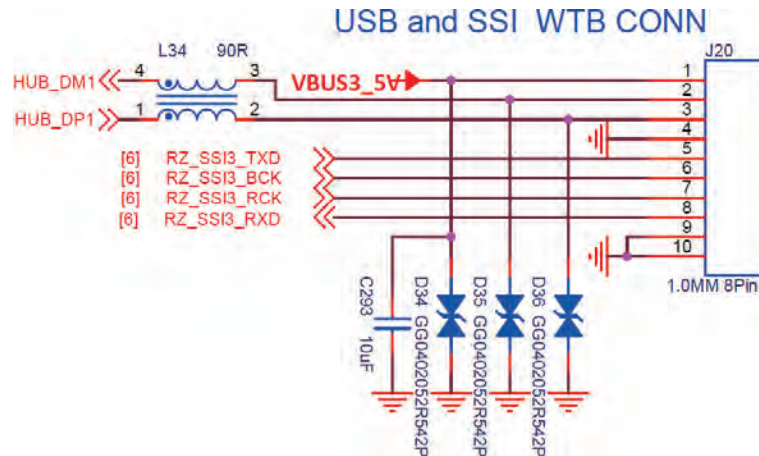 USB and SSI WTB CONN
L34 90R
J20
HUB_DM1 4 3 VBUS3_5V 1
2
HUB_DP1 1 2 3
4
[6] RZ_SSI3_TXD 5
[6] RZ_SSI3_BCK 6
[6] RZ_SSI3_RCK 7
[6] RZ_SSI3_RXD 8
9
10
1.0MM 8Pin
C293
10uF
D34 GG0402052R542P
D35 GG0402052R542P
D36 GG0402052R542P